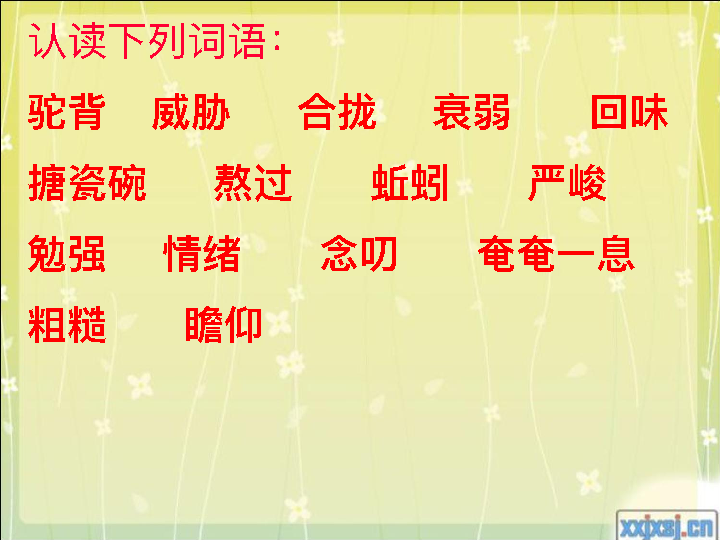 认读下列词语：
驼背 威胁 合拢 衰弱 回味
搪瓷碗 熬过 蚯蚓 严峻
勉强 情绪 念叨 奄奄一息
粗糙 瞻仰
xxjxsj.cn